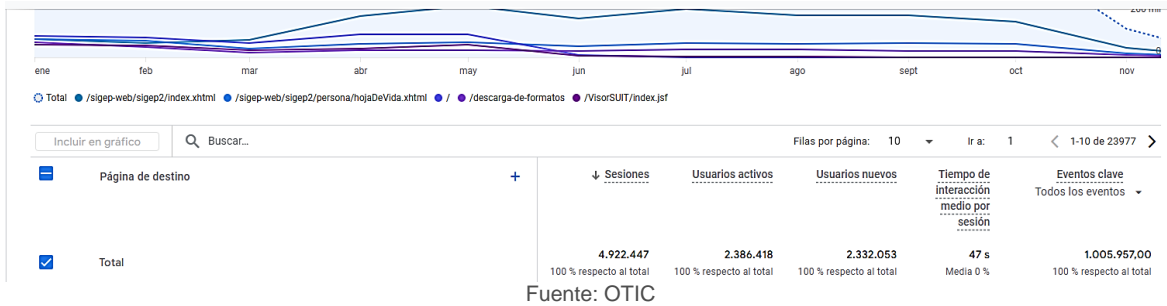 200 mil
0
ene feb mar abr may jun jul ago sept oct nov
Total /sigep-web/sigep2/index.xhtml /sigep-web/sigep2/persona/hojaDeVida.xhtml / /descarga-de-formatos /VisorSUIT/index.jsf
Incluir en gráfico Buscar... Filas por página: 10 Ir a: 1 1-10 de 23977
Página de destino + Sesiones Usuarios activos Usuarios nuevos Tiempo de interacción medio por sesión Eventos clave
Todos los eventos
Total 4.922.447 2.386.418 2.332.053 47 s 1.005.957,00
100 % respecto al total 100 % respecto al total 100 % respecto al total Media 0 % 100 % respecto al total
Fuente: OTIC